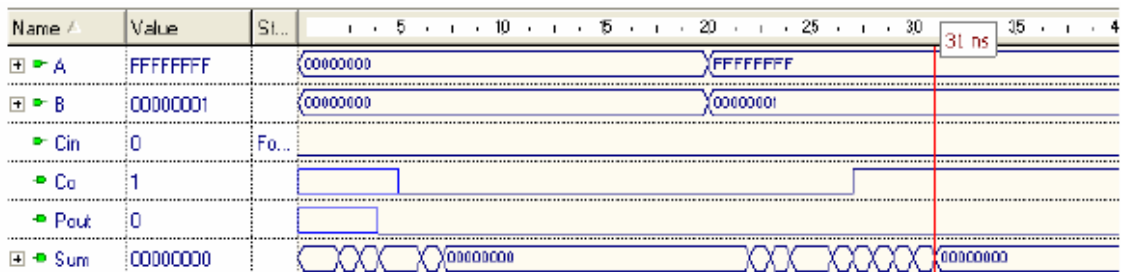 Name Value St... 5 10 15 20 25 30 35 4
31 ns
A FFFFFFFF 00000000 FFFFFFFF
B 00000001 00000000 00000001
Cin 0 Fo...
Co 1
Pout 0
Sum 00000000 00000000 00000000